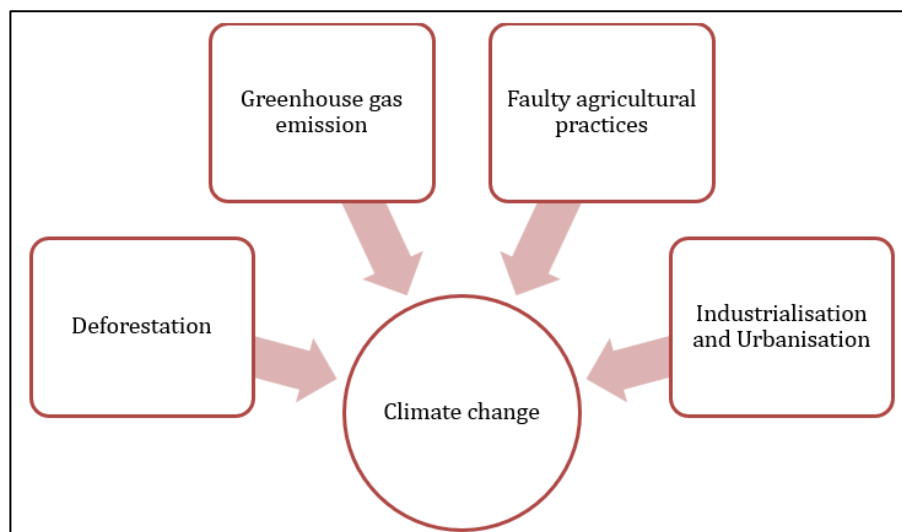 Greenhouse gas
emission
Faulty agricultural
practices
Deforestation
Industrialisation
and Urbanisation
Climate change